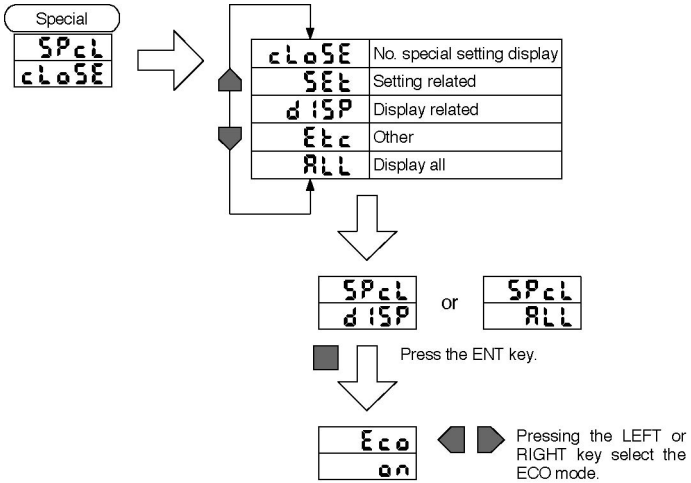 Special
SPcL
cLoSE
cLoSE No. special setting display
SEt Setting related
dISP Display related
Etc Other
ALL Display all
SPcL
dISP
or
SPcL
ALL
Press the ENT key.
Eco
on
Pressing the LEFT or
RIGHT key select the
ECO mode.